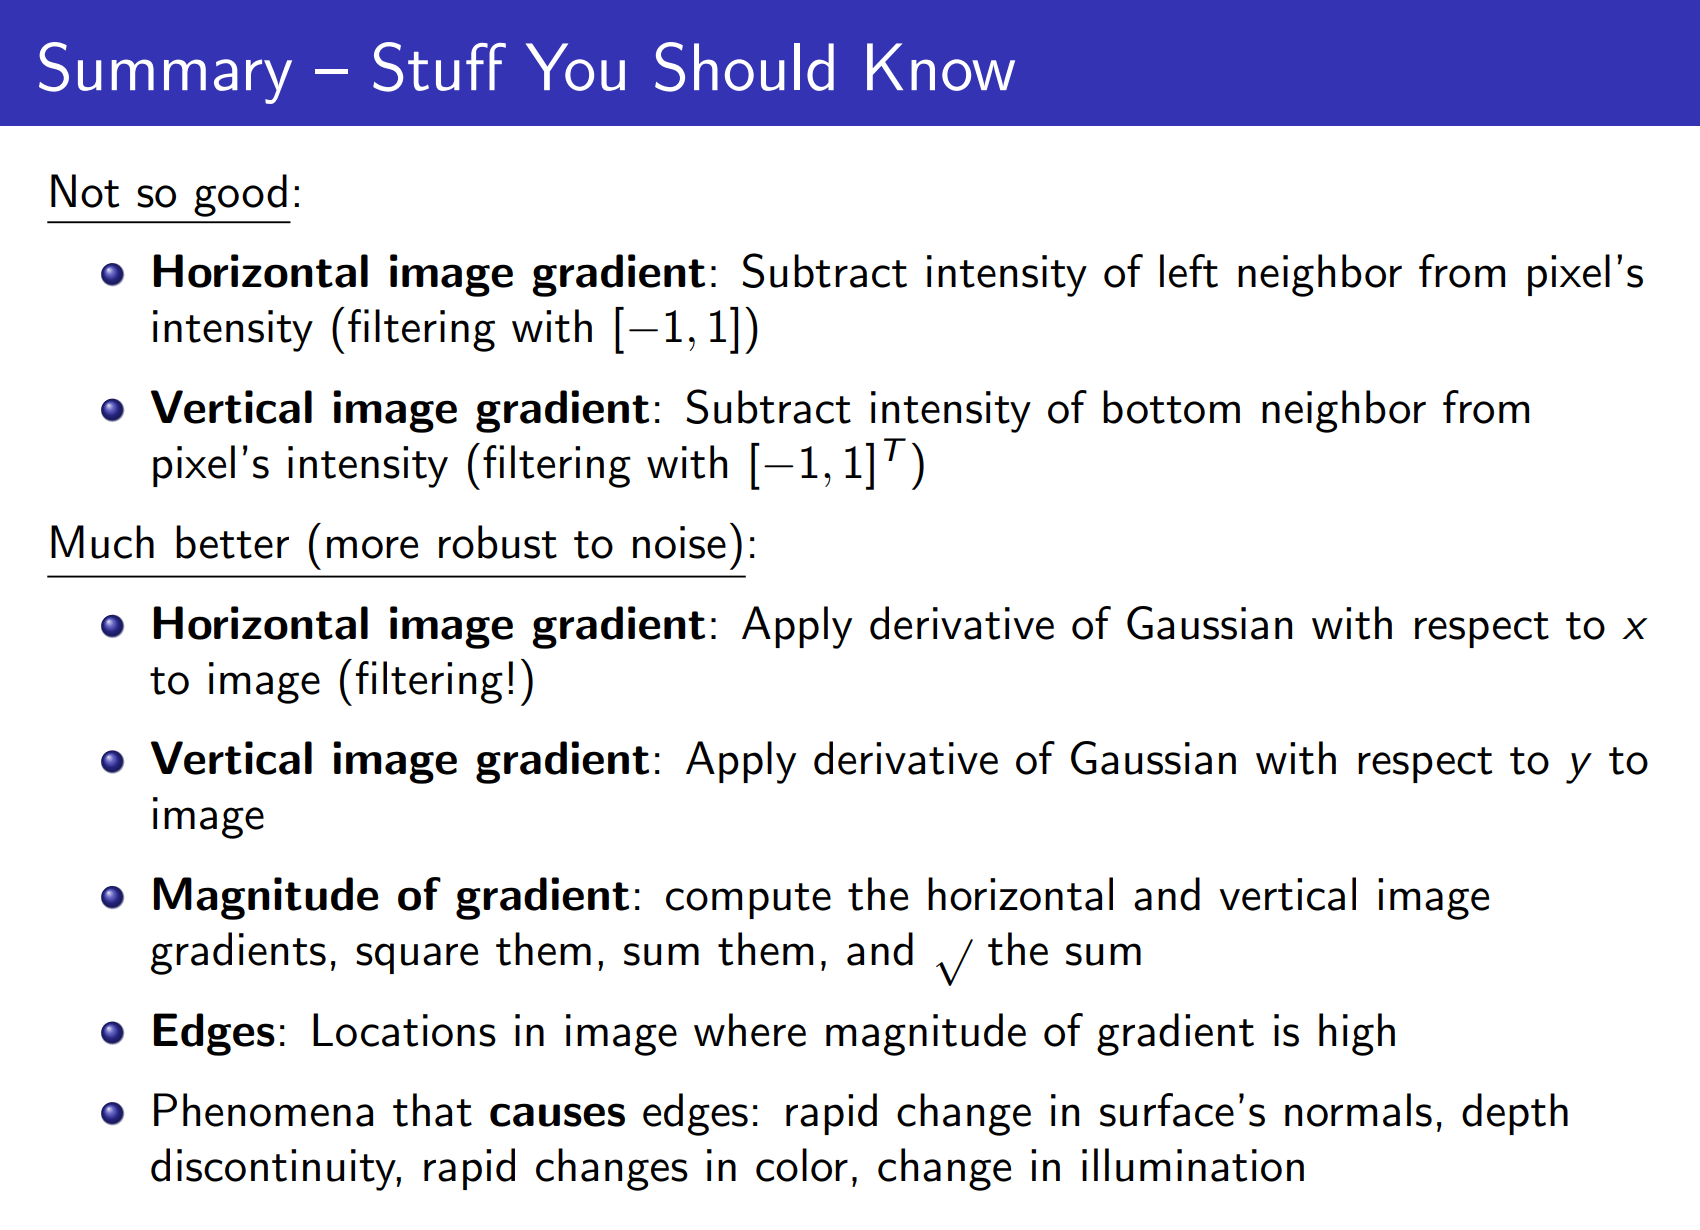 Summary – Stuff You Should Know
Not so good:
Horizontal image gradient: Subtract intensity of left neighbor from pixel's
intensity (filtering with [−1, 1])
Vertical image gradient: Subtract intensity of bottom neighbor from
pixel's intensity (filtering with [−1, 1]ᵀ)
Much better (more robust to noise):
Horizontal image gradient: Apply derivative of Gaussian with respect to x
to image (filtering!)
Vertical image gradient: Apply derivative of Gaussian with respect to y to
image
Magnitude of gradient: compute the horizontal and vertical image
gradients, square them, sum them, and √ the sum
Edges: Locations in image where magnitude of gradient is high
Phenomena that causes edges: rapid change in surface's normals, depth
discontinuity, rapid changes in color, change in illumination